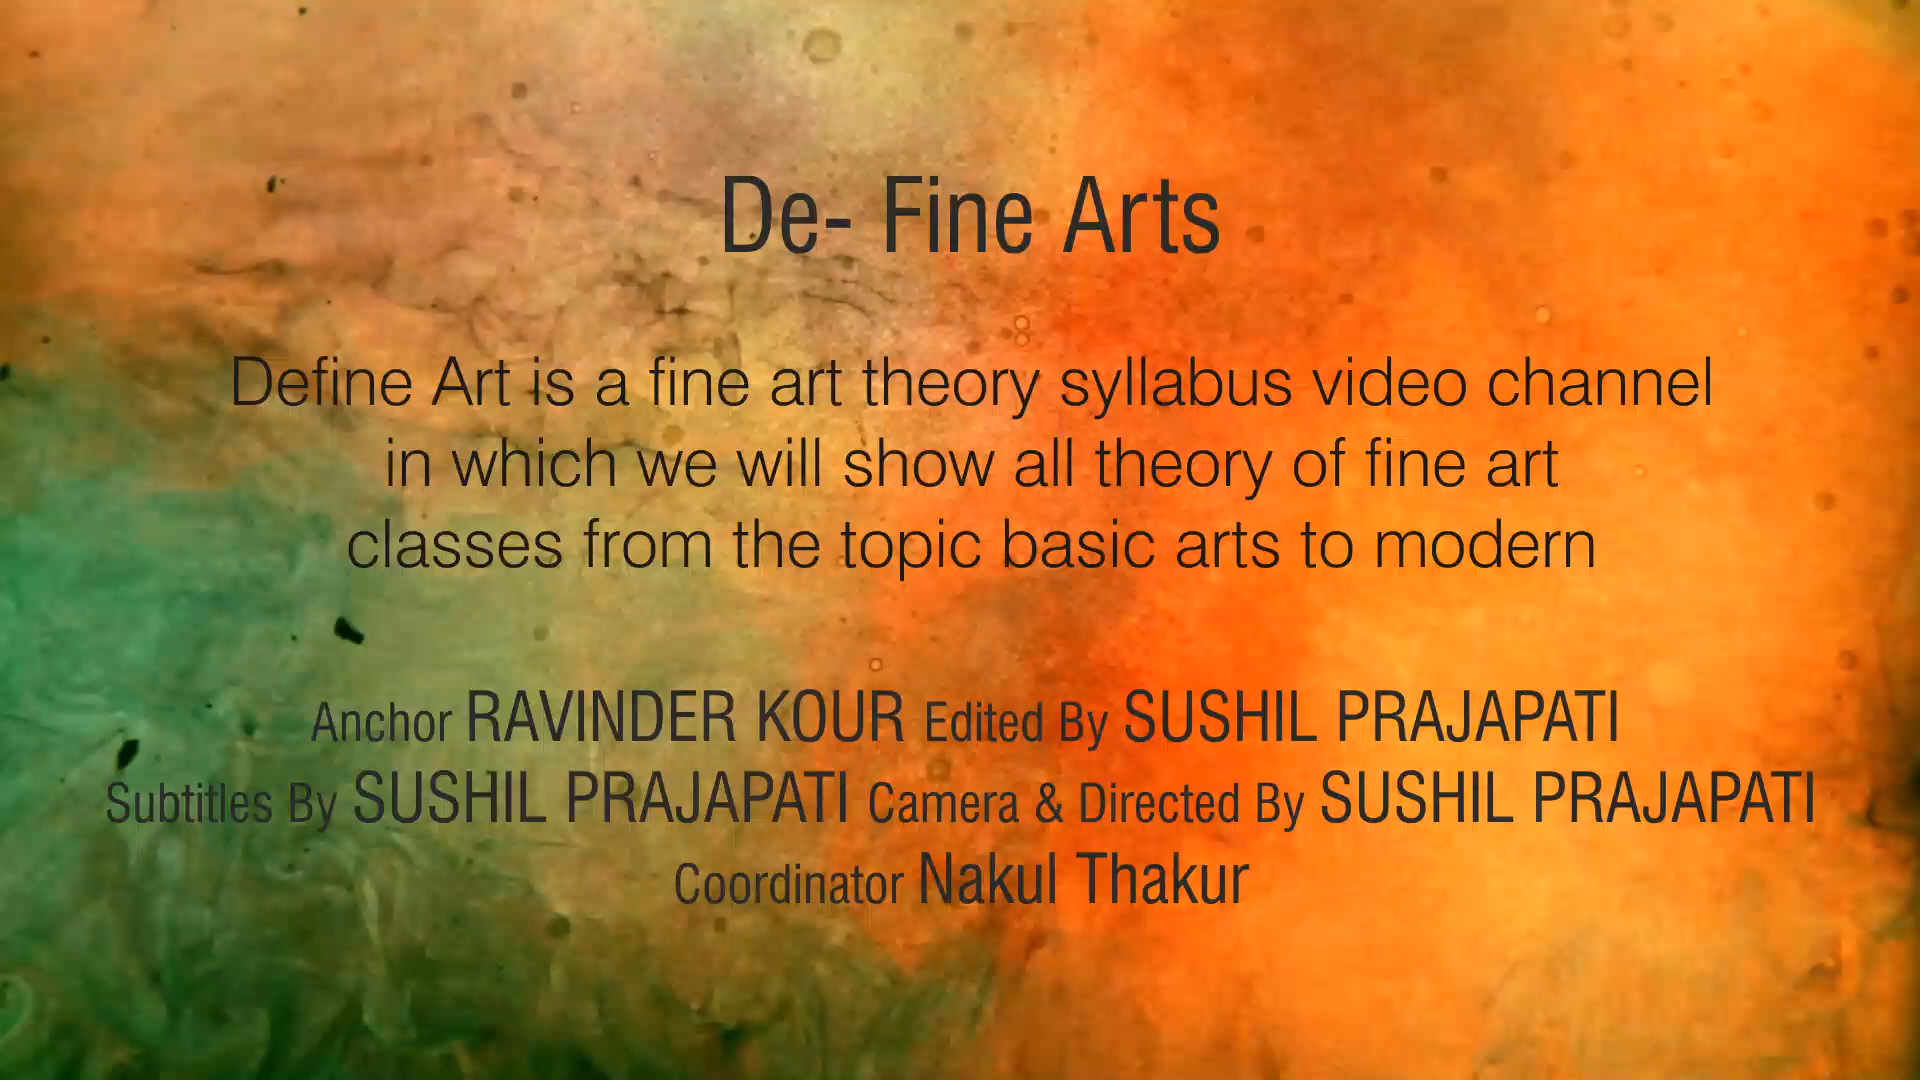 De- Fine Arts
Define Art is a fine art theory syllabus video channel
in which we will show all theory of fine art
classes from the topic basic arts to modern
Anchor RAVINDER KOUR Edited By SUSHIL PRAJAPATI
Subtitles By SUSHIL PRAJAPATI Camera & Directed By SUSHIL PRAJAPATI
Coordinator Nakul Thakur